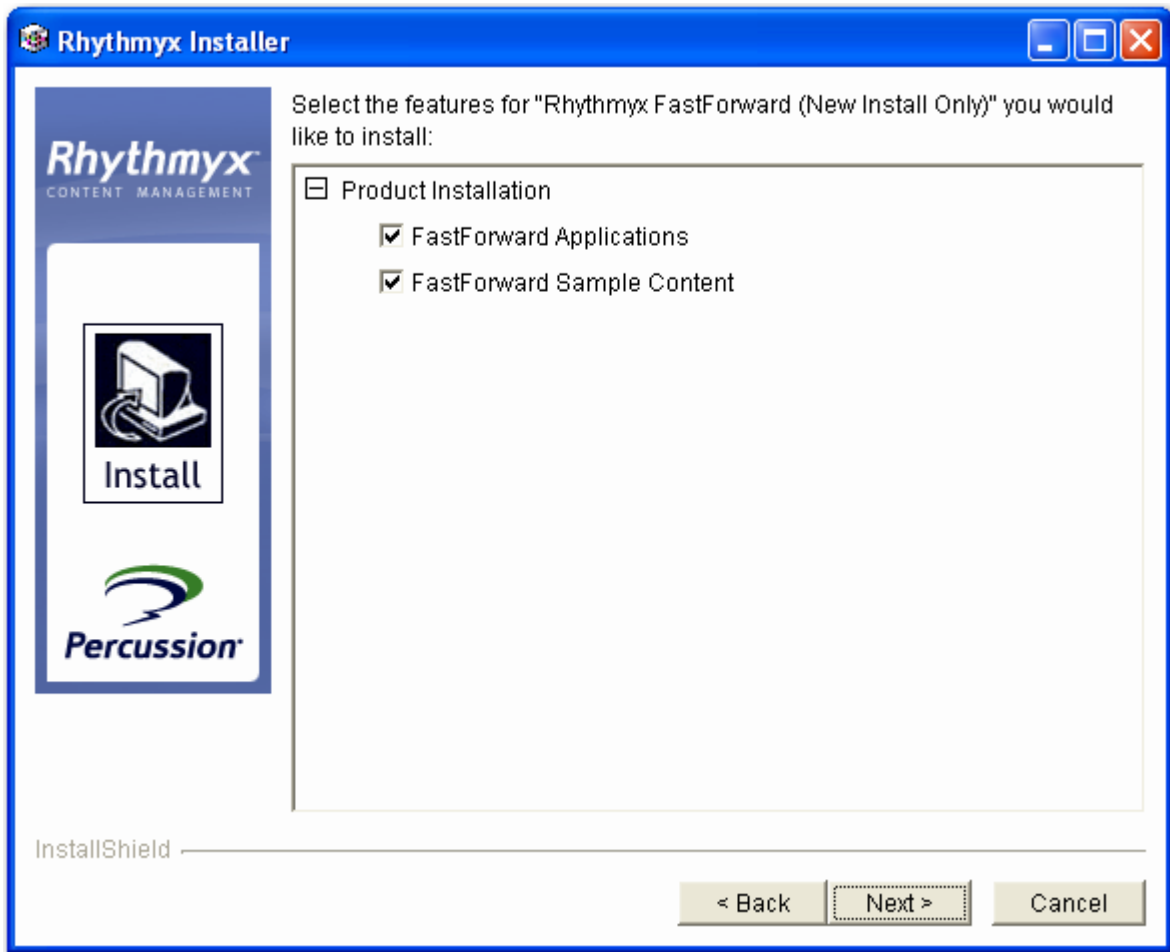 Rhythmyx Installer
Rhythmyx
CONTENT MANAGEMENT
Install
Percussion
Select the features for "Rhythmyx FastForward (New Install Only)" you would
like to install:
Product Installation
FastForward Applications
FastForward Sample Content
InstallShield
< Back
Next >
Cancel